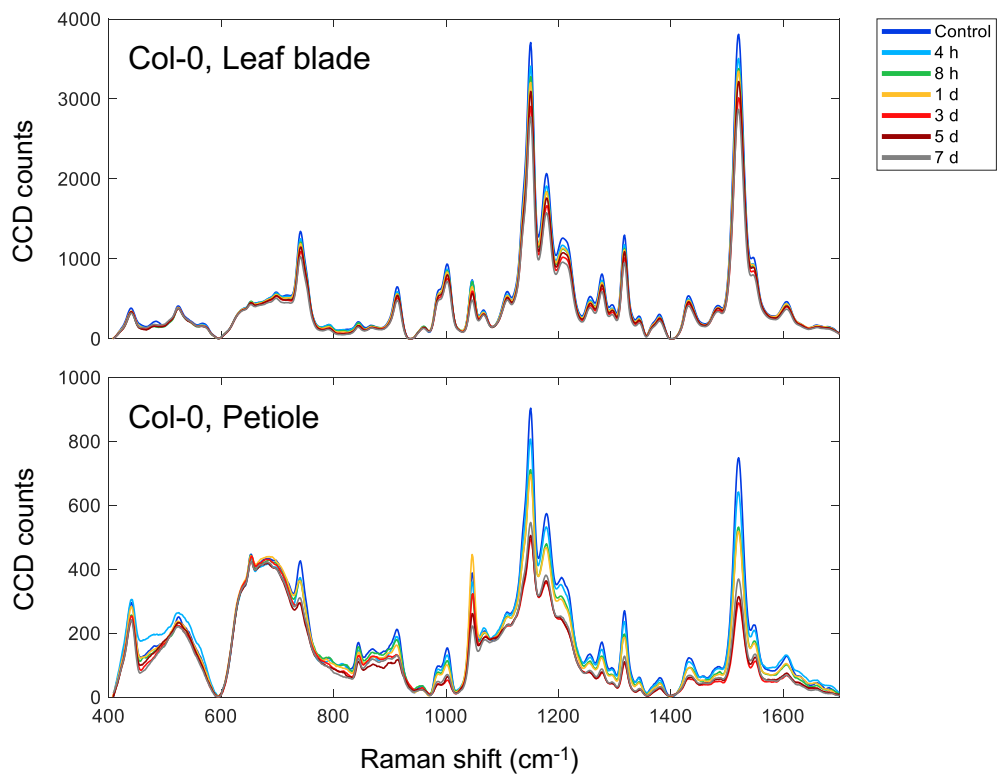 Col-0, Leaf blade
CCD counts
4000
3000
2000
1000
0
Control
4 h
8 h
1 d
3 d
5 d
7 d
Col-0, Petiole
CCD counts
1000
800
600
400
200
0
400 600 800 1000 1200 1400 1600
Raman shift (cm-1)